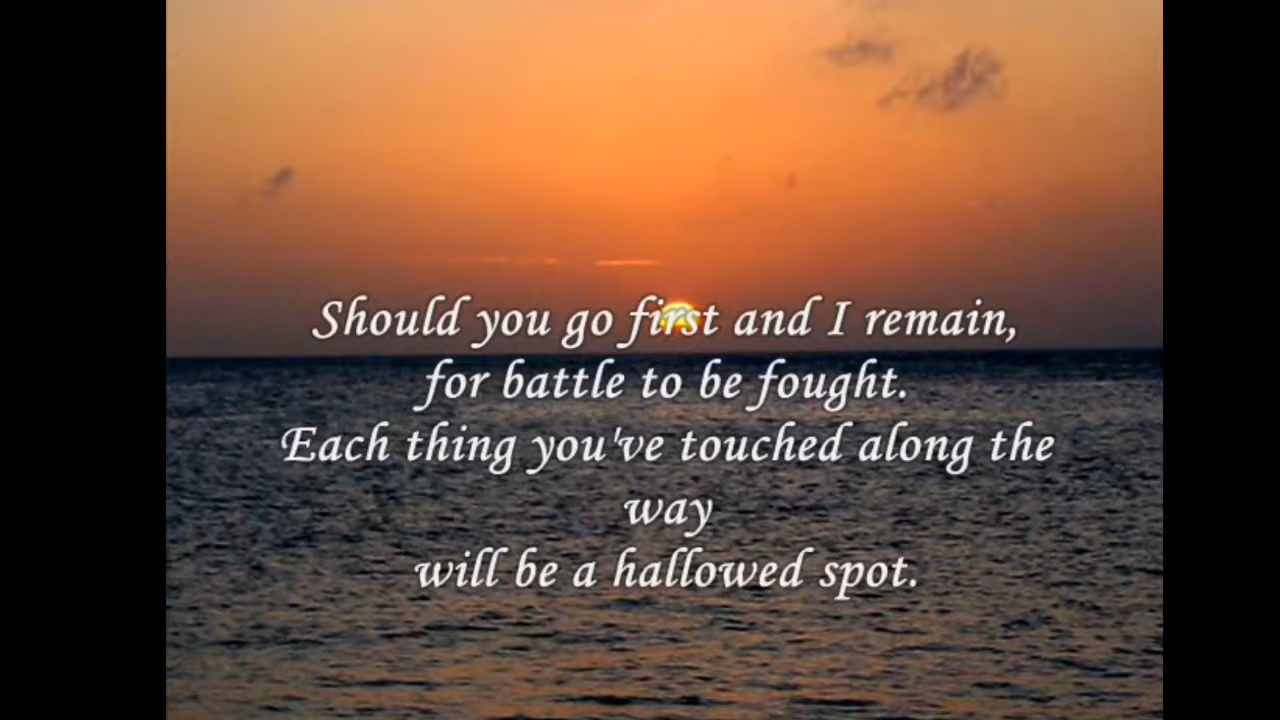 Should you go first and I remain,
for battle to be fought.
Each thing you've touched along the
way
will be a hallowed spot.